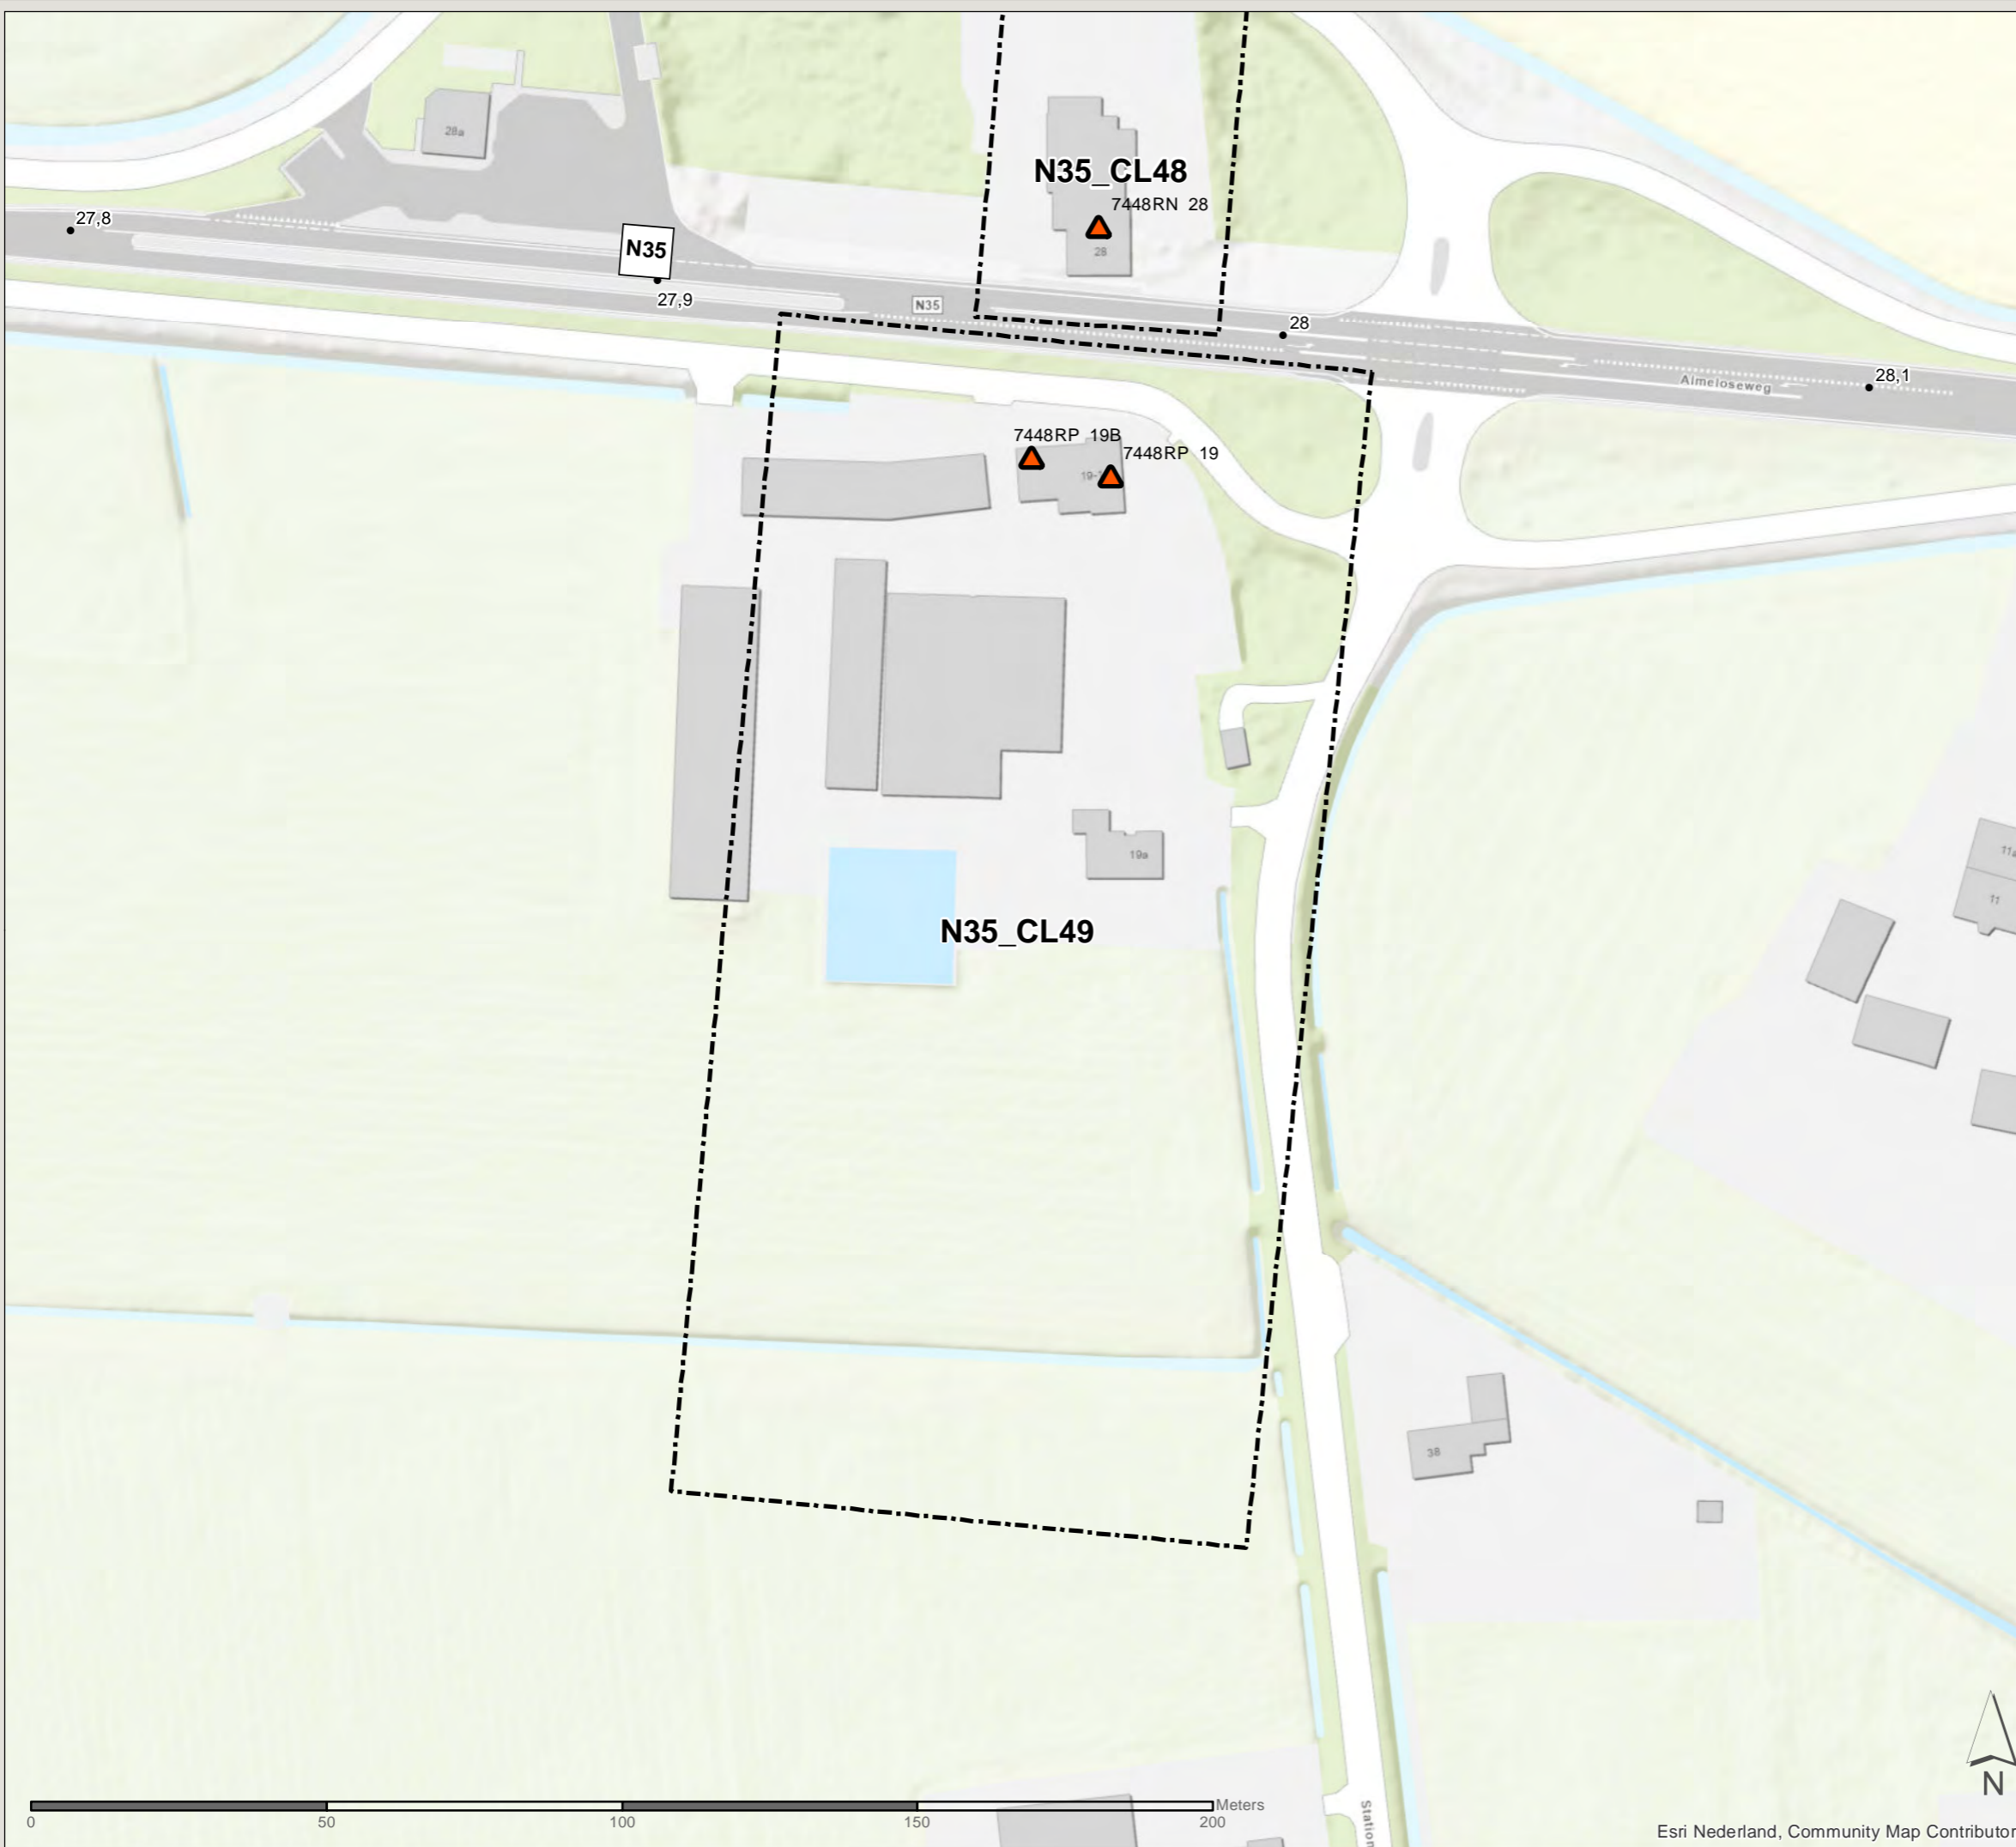 28a
N35_CL48
7448RN 28
28
27,8
N35
27,9
N35
28
Almeloseweg
28,1
7448RP 19B
7448RP 19
19a
N35_CL49
11
38
0
50
100
150
200
Meters
N
Esri Nederland, Community Map Contributor